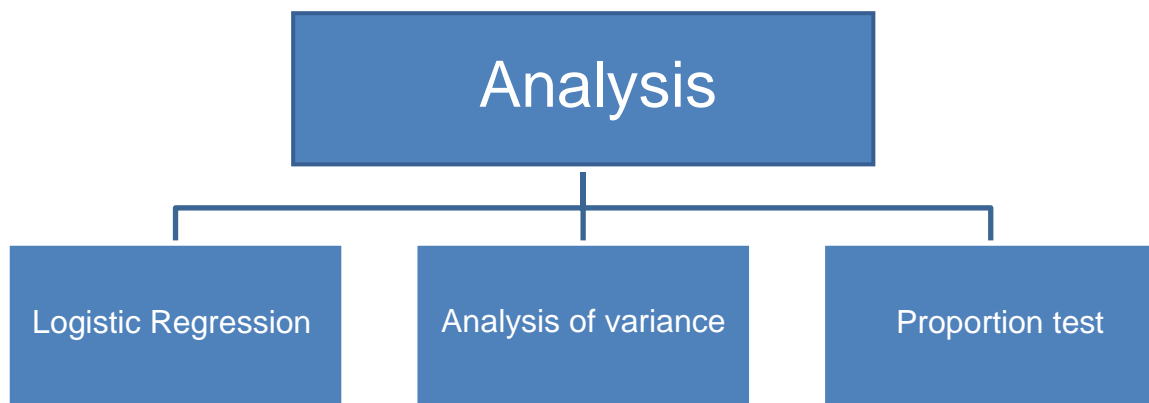 Analysis
Logistic Regression
Analysis of variance
Proportion test